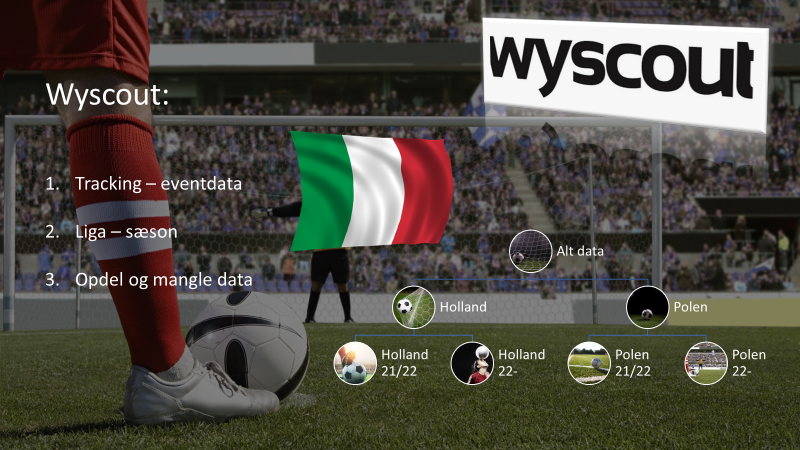 wyscout
Wyscout:
1. Tracking – eventdata
2. Liga – sæson
3. Opdel og mangle data
Alt data
Holland
Polen
Holland
21/22
Holland
22-
Polen
21/22
Polen
22-